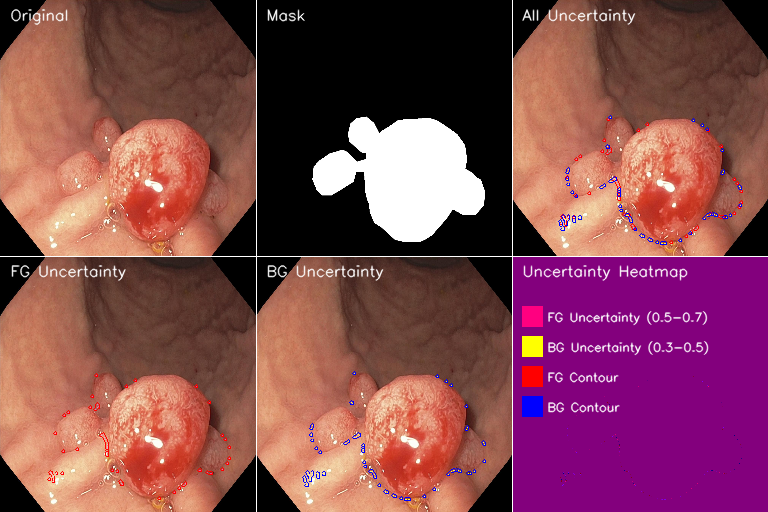 Original
Mask
All Uncertainty
FG Uncertainty
BG Uncertainty
Uncertainty Heatmap
FG Uncertainty (0.5-0.7)
BG Uncertainty (0.3-0.5)
FG Contour
BG Contour